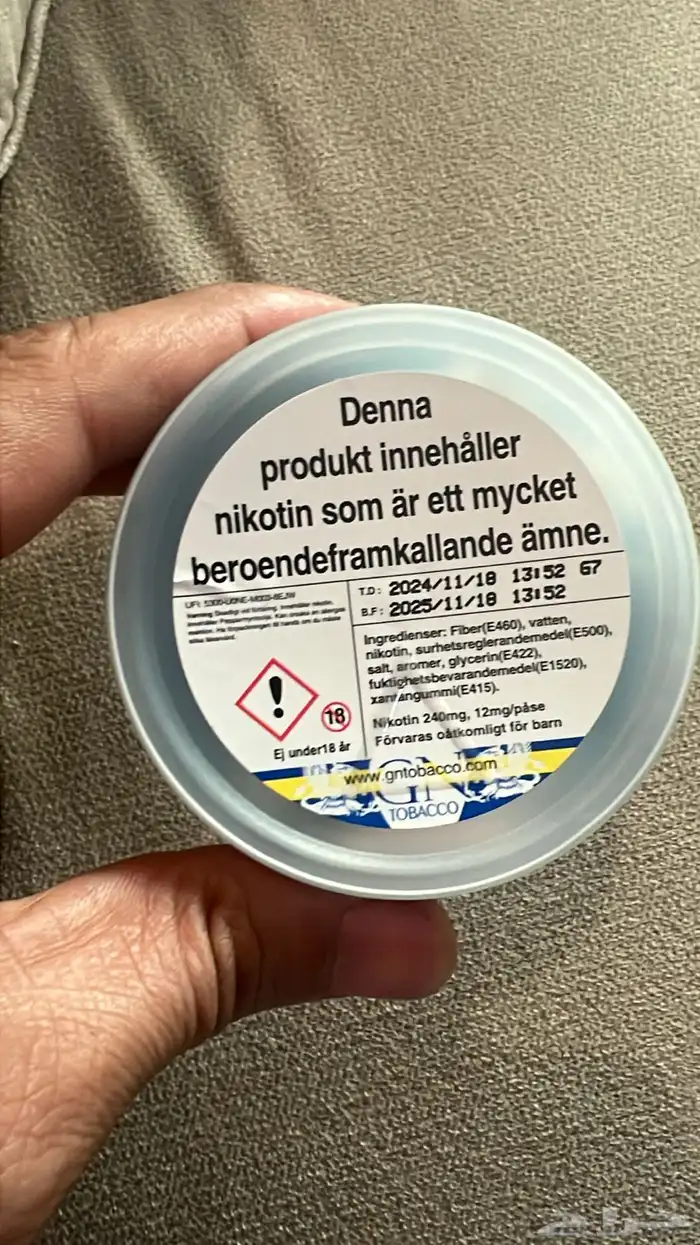 Denna
produkt innehåller
nikotin som är ett mycket
beroendeframkallande ämne.
T.D: 2024/11/18 13:52 67
B.F: 2025/11/18 13:52
Ingredienser: Fiber(E460), vatten,
nikotin, surhetsreglerandemedel(E500),
salt, aromer, glycerin(E422),
fuktighetsbevarandemedel(E1520),
xantangummi(E415).
Nikotin 240mg, 12mg/påse
Förvaras oåtkomligt för barn
18
Ej under18 år
www.gntobacco.com
GN
TOBACCO
حراج